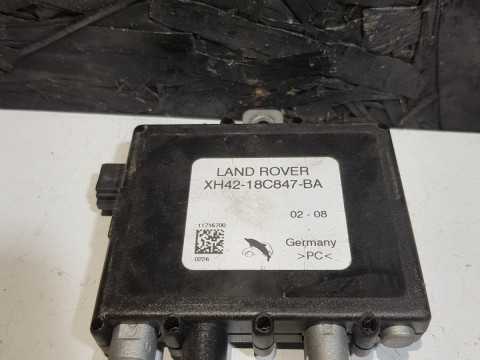 LAND ROVER
XH42-18C847-BA
02 - 08
11716700
0226
Germany
>PC<